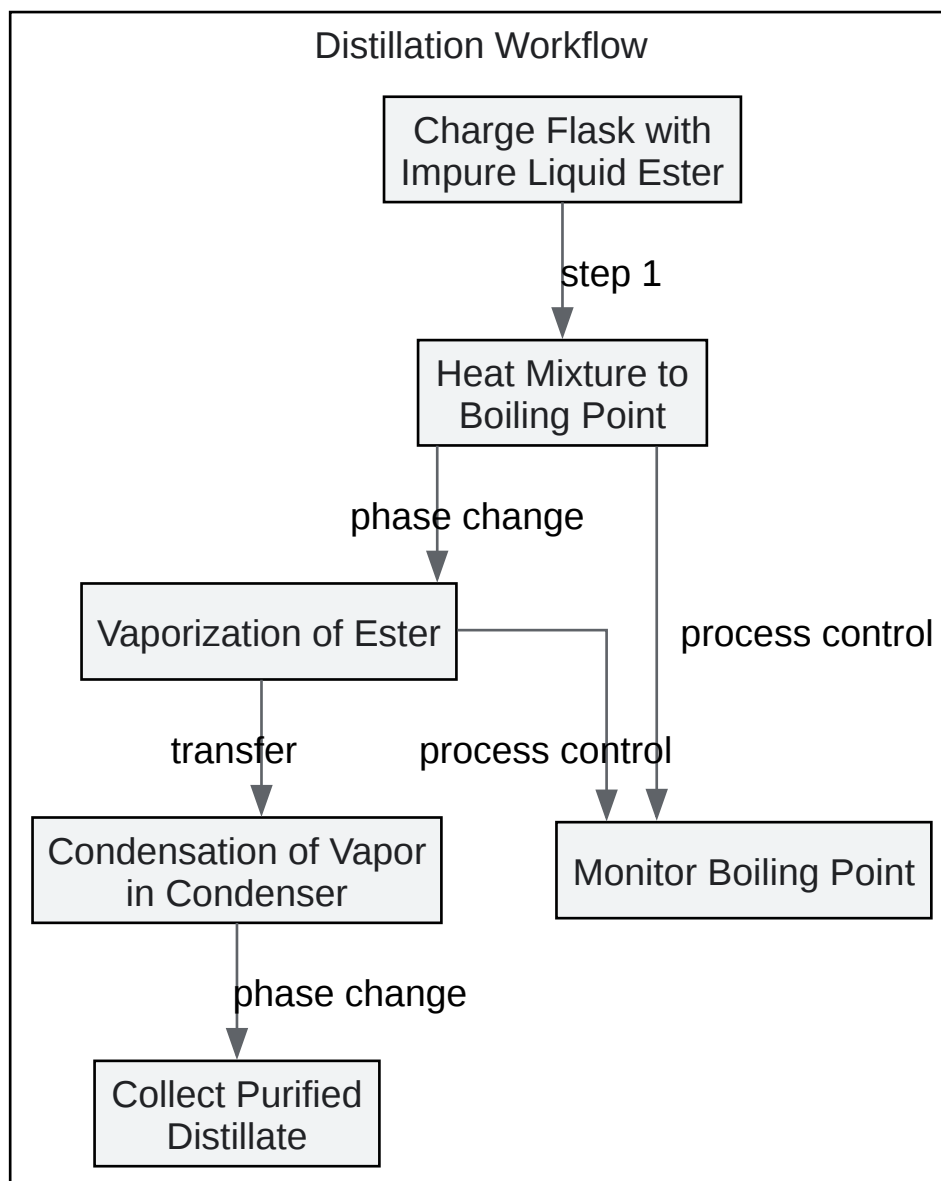 Distillation Workflow
Charge Flask with
Impure Liquid Ester
step 1
Heat Mixture to
Boiling Point
phase change
Vaporization of Ester
process control
transfer
process control
Condensation of Vapor
in Condenser
Monitor Boiling Point
phase change
Collect Purified
Distillate